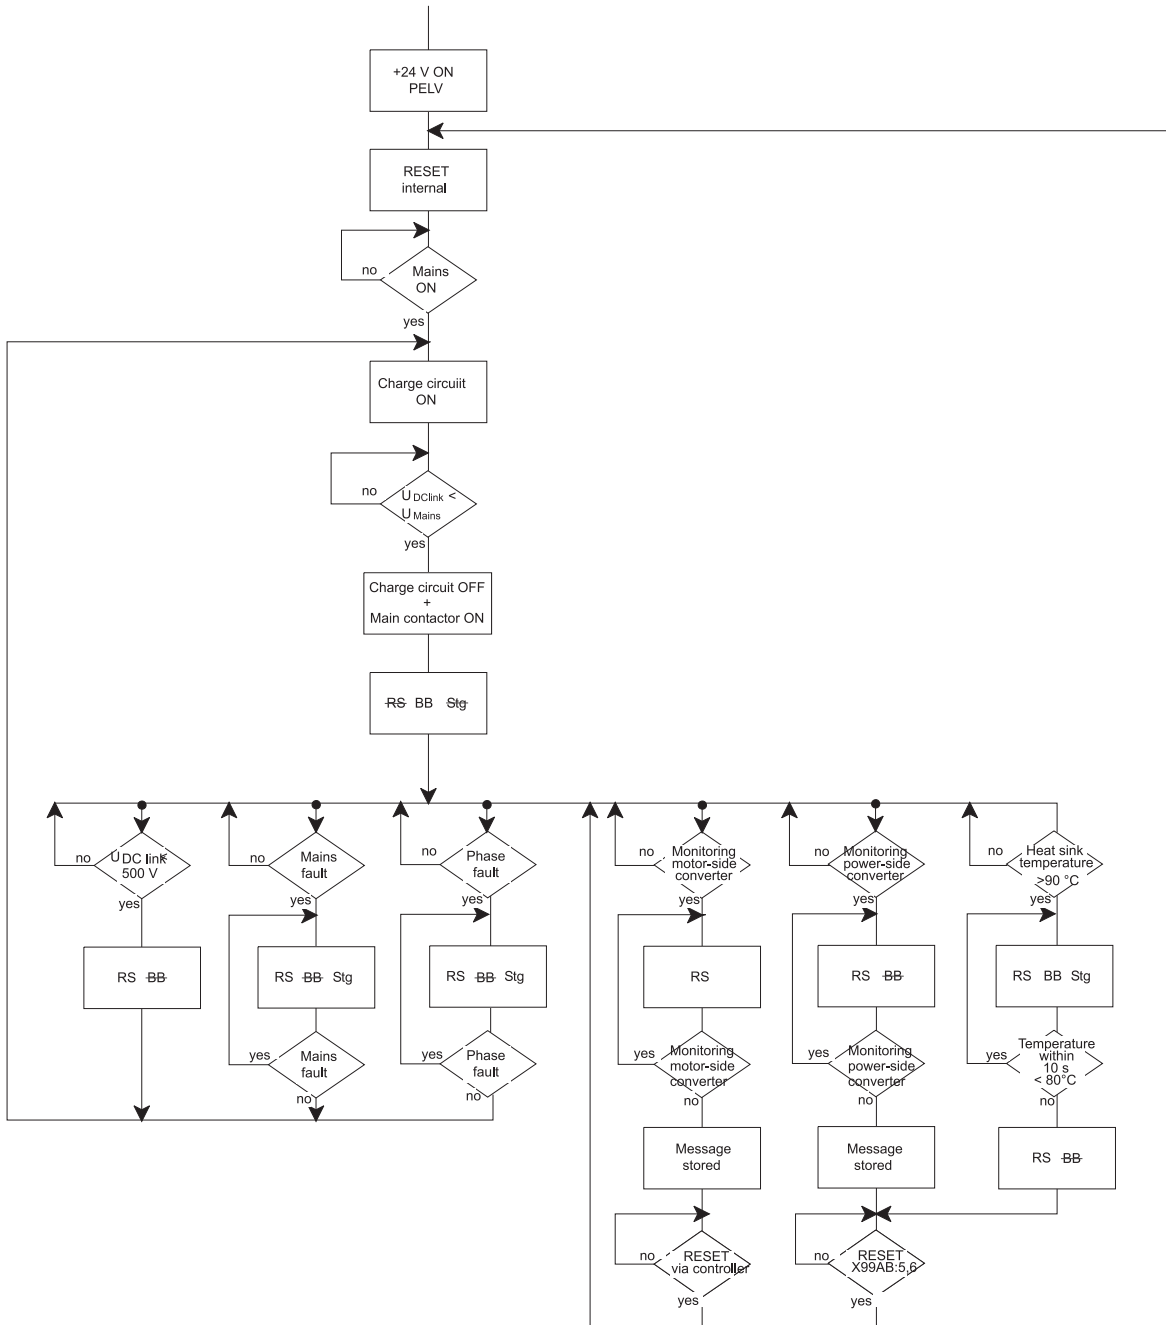 +24 V ON
PELV
RESET
internal
no
Mains
ON
yes
Charge circuiit
ON
no
U DClink <
U Mains
yes
Charge circuit OFF
+
Main contactor ON
RS BB Stg
no
U DC link <
500 V
yes
no
Mains
fault
yes
no
Phase
fault
yes
no
Monitoring
motor-side
converter
yes
no
Monitoring
power-side
converter
yes
no
Heat sink
temperature
>90 °C
yes
RS BB
RS BB Stg
RS BB Stg
RS
RS BB
RS BB Stg
yes
Mains
fault
no
yes
Phase
fault
no
yes
Monitoring
motor-side
converter
no
yes
Monitoring
power-side
converter
no
yes
Temperature
within
10 s
< 80°C
no
Message
stored
Message
stored
RS BB
no
RESET
via controller
yes
no
RESET
X99AB:5,6
yes